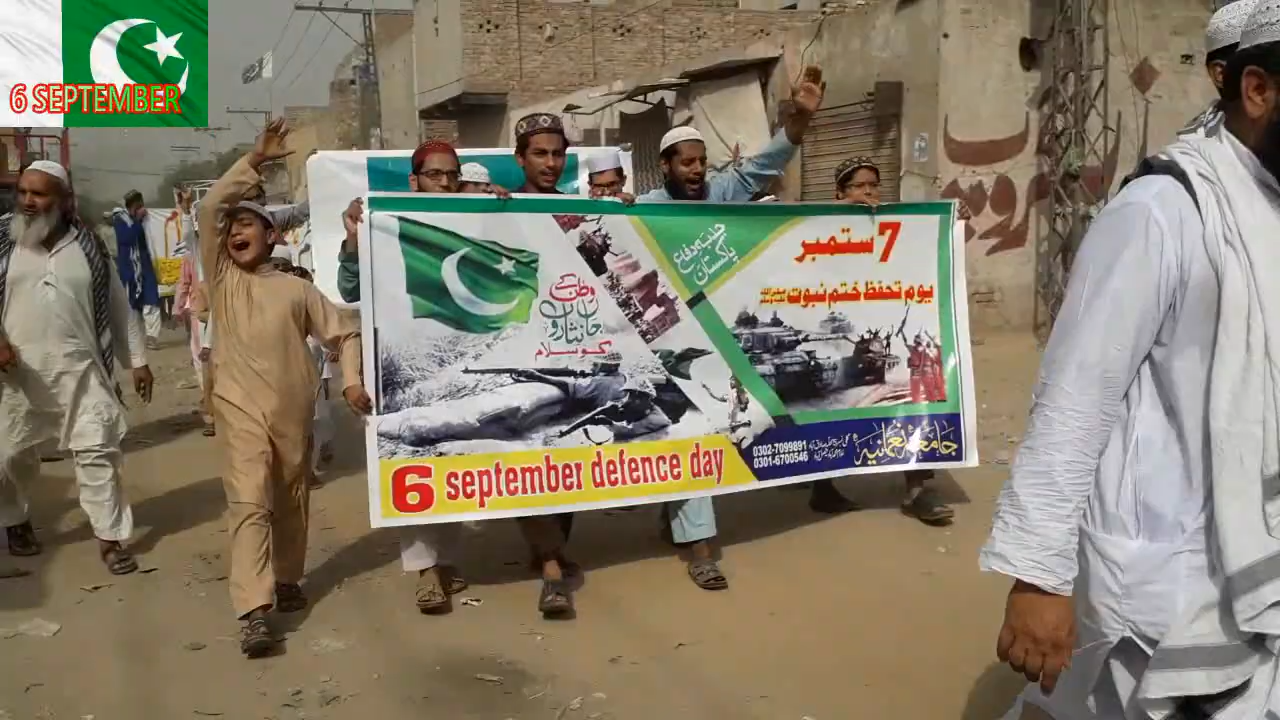 6 SEPTEMBER
وطن کے
جانثاروں
کو سلام
جذبہ دفاع
پاکستان
7 ستمبر
یوم تحفظ ختم نبوت
6 september defence day
0302-7099891
0301-6700546
جامعہ نعمانیہ